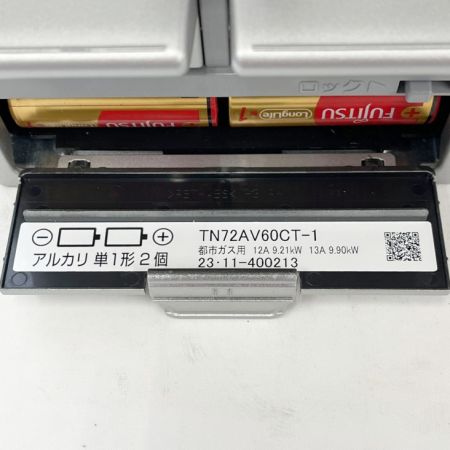 ロック
FUJITSU
LongLife
FUJITSU
LongLife
TN72AV60CT-1
都市ガス用 12A 9.21kW 13A 9.90kW
アルカリ 単1形 2個
23・11-400213